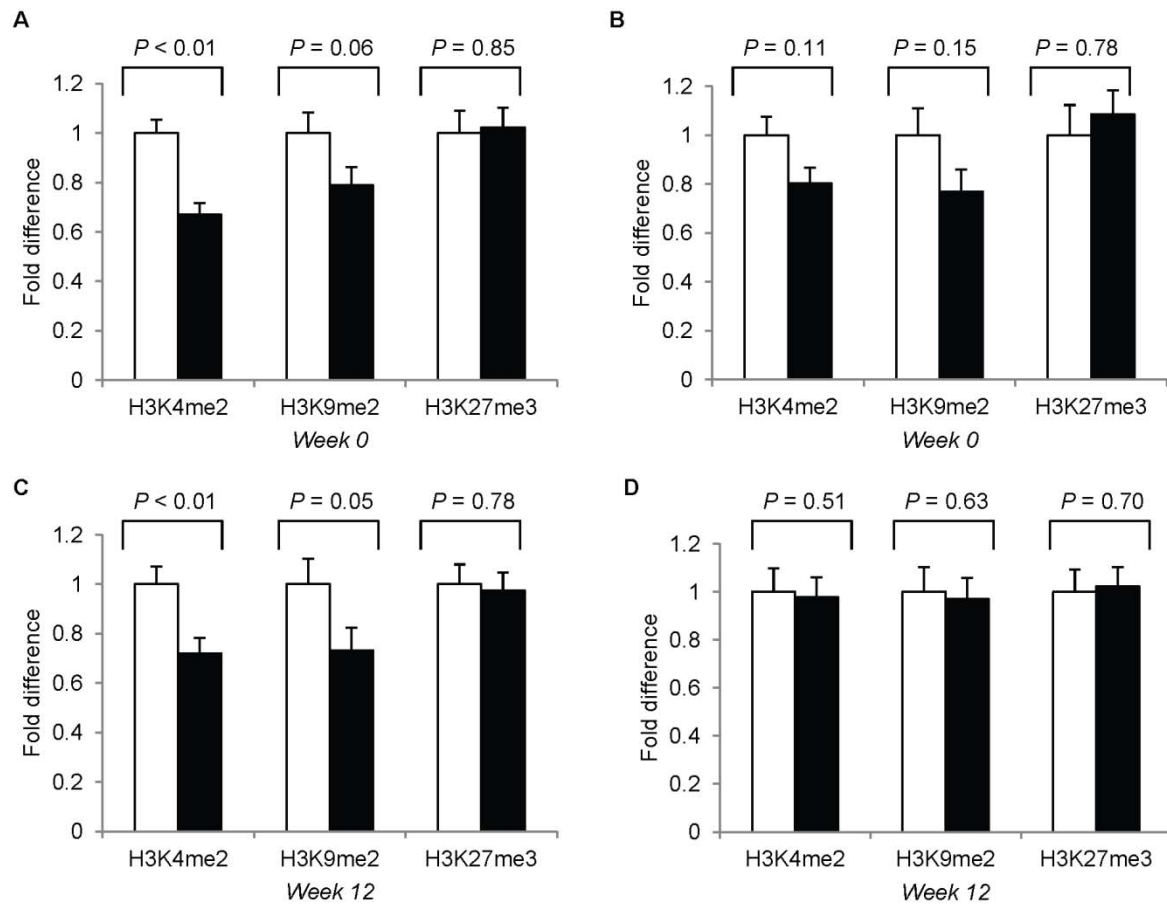 A
P < 0.01 P = 0.06 P = 0.85
1.2
1
0.8
0.6
0.4
0.2
0
Fold difference
H3K4me2 H3K9me2 H3K27me3
Week 0
B
P = 0.11 P = 0.15 P = 0.78
1.2
1
0.8
0.6
0.4
0.2
0
Fold difference
H3K4me2 H3K9me2 H3K27me3
Week 0
C
P < 0.01 P = 0.05 P = 0.78
1.2
1
0.8
0.6
0.4
0.2
0
Fold difference
H3K4me2 H3K9me2 H3K27me3
Week 12
D
P = 0.51 P = 0.63 P = 0.70
1.2
1
0.8
0.6
0.4
0.2
0
Fold difference
H3K4me2 H3K9me2 H3K27me3
Week 12